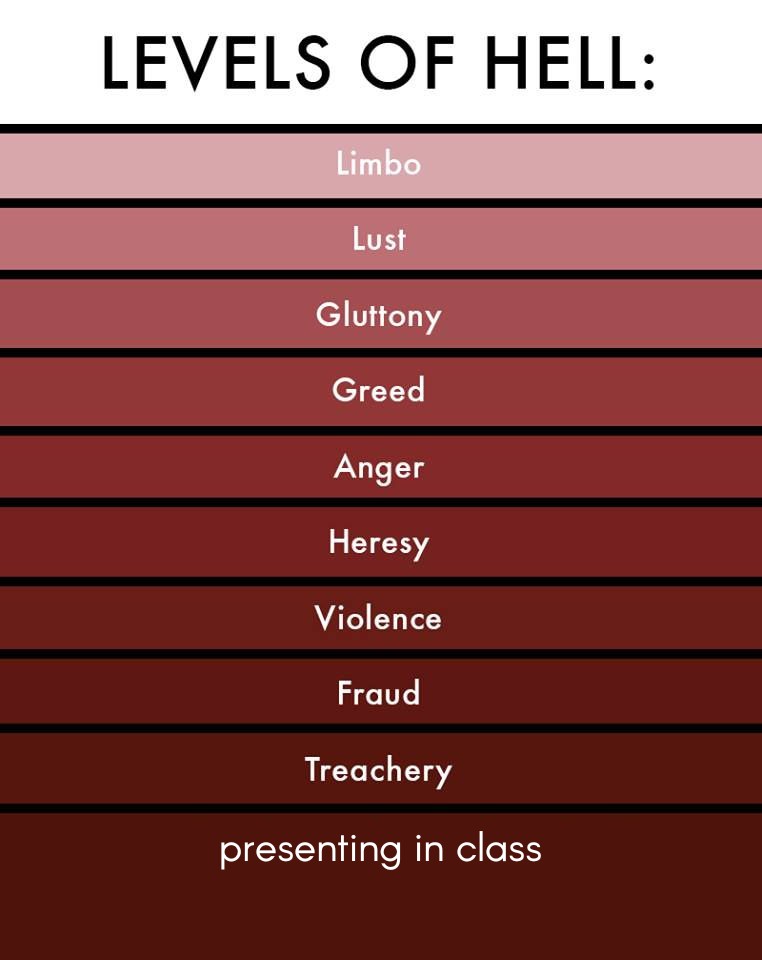 LEVELS OF HELL:
Limbo
Lust
Gluttony
Greed
Anger
Heresy
Violence
Fraud
Treachery
presenting in class